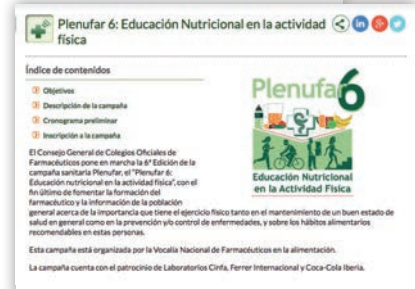 Plenufar 6: Educación Nutricional en la actividad
física
Índice de contenidos
Objetivos
Descripción de la campaña
Cronograma preliminar
Inscripción a la campaña
El Consejo General de Colegios Oficiales de
Farmacéuticos pone en marcha la 6ª Edición de la
campaña sanitaria Plenufar, el "Plenufar 6:
Educación nutricional en la actividad física", con el
fin último de fomentar la formación del
farmacéutico y la información de la población
general acerca de la importancia que tiene el ejercicio físico tanto en el mantenimiento de un buen estado de
salud en general como en la prevención y/o control de enfermedades, y sobre los hábitos alimentarios
recomendables en estas personas.
Plenufar 6
Educación Nutricional
en la Actividad Física
Esta campaña está organizada por la Vocalía Nacional de Farmacéuticos en la alimentación.
La campaña cuenta con el patrocinio de Laboratorios Cinfa, Ferrer Internacional y Coca-Cola Iberia.